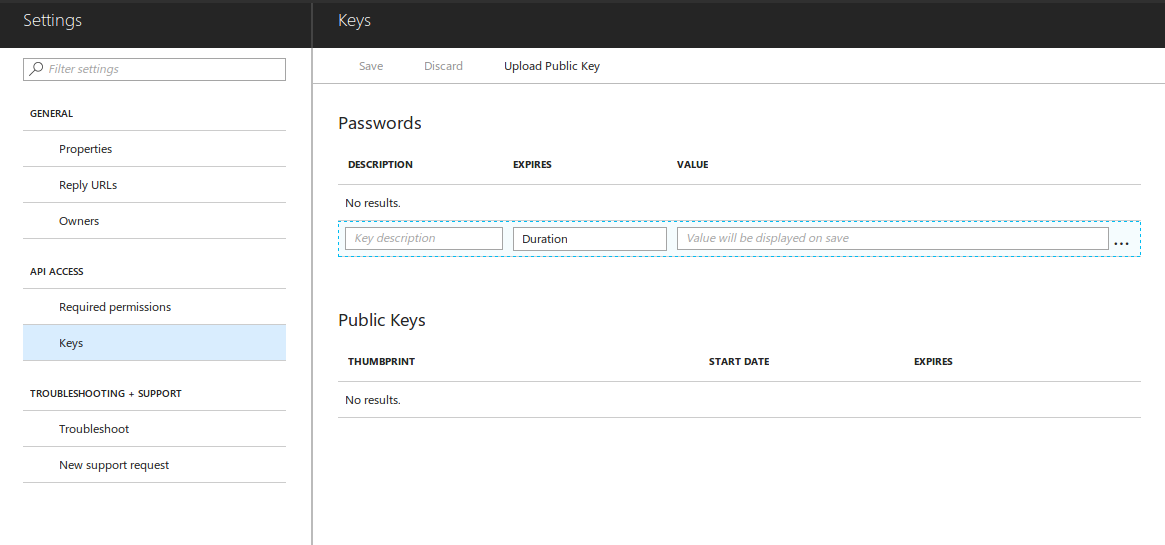 Settings
Filter settings
GENERAL
Properties
Reply URLs
Owners
API ACCESS
Required permissions
Keys
TROUBLESHOOTING + SUPPORT
Troubleshoot
New support request
Keys
Save Discard Upload Public Key
Passwords
DESCRIPTION EXPIRES VALUE
No results.
Key description Duration Value will be displayed on save ...
Public Keys
THUMBPRINT START DATE EXPIRES
No results.